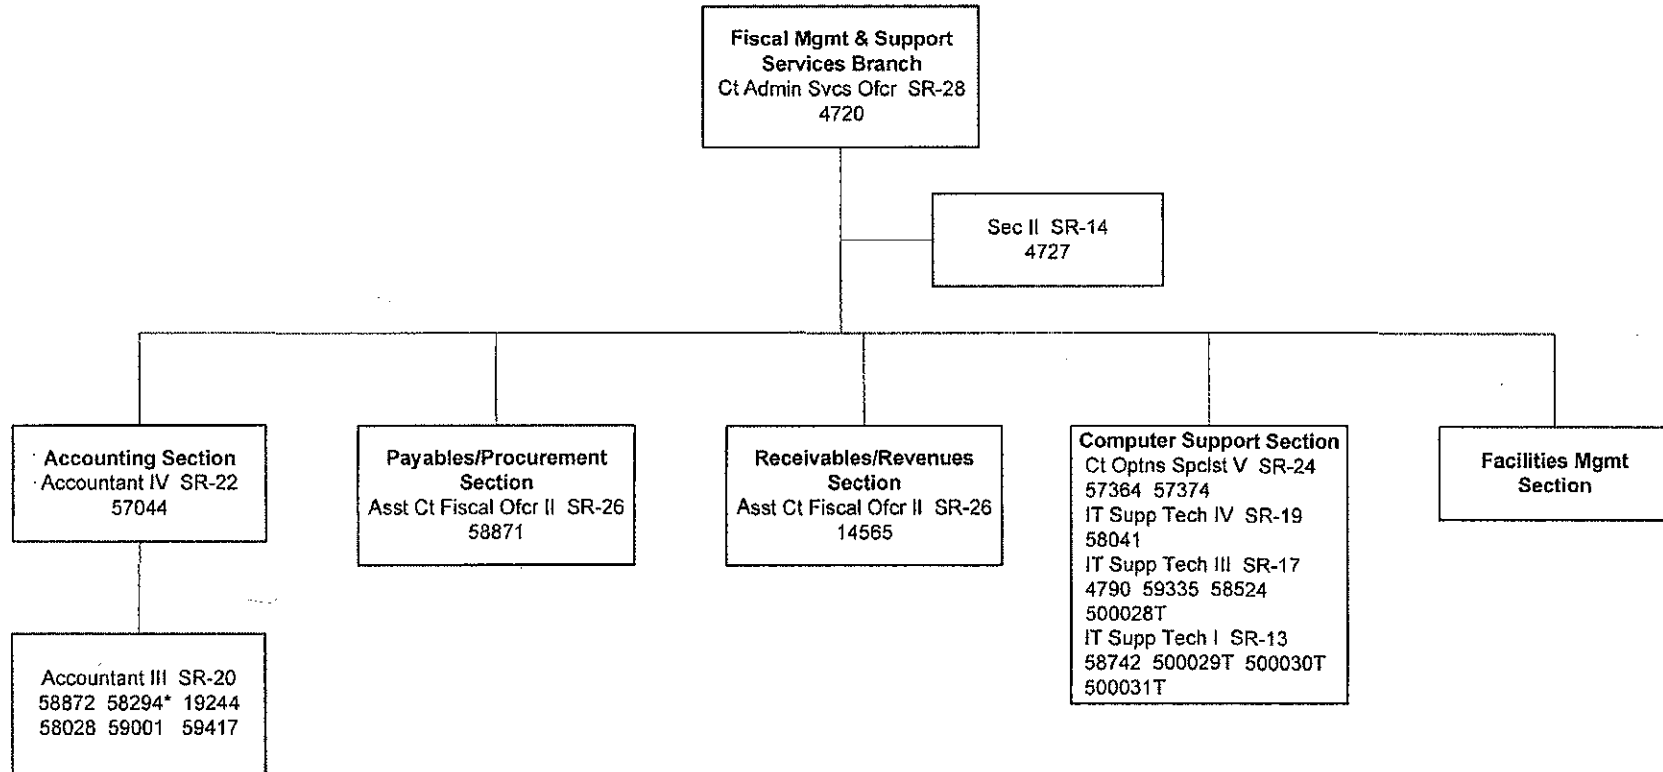 Fiscal Mgmt & Support
Services Branch
Ct Admin Svcs Ofcr SR-28
4720
Sec II SR-14
4727
Accounting Section
Accountant IV SR-22
57044
Payables/Procurement
Section
Asst Ct Fiscal Ofcr II SR-26
58871
Receivables/Revenues
Section
Asst Ct Fiscal Ofcr II SR-26
14565
Computer Support Section
Ct Optns Spclst V SR-24
57364 57374
IT Supp Tech IV SR-19
58041
IT Supp Tech III SR-17
4790 59335 58524
500028T
IT Supp Tech I SR-13
58742 500029T 500030T
500031T
Facilities Mgmt
Section
Accountant III SR-20
58872 58294* 19244
58028 59001 59417